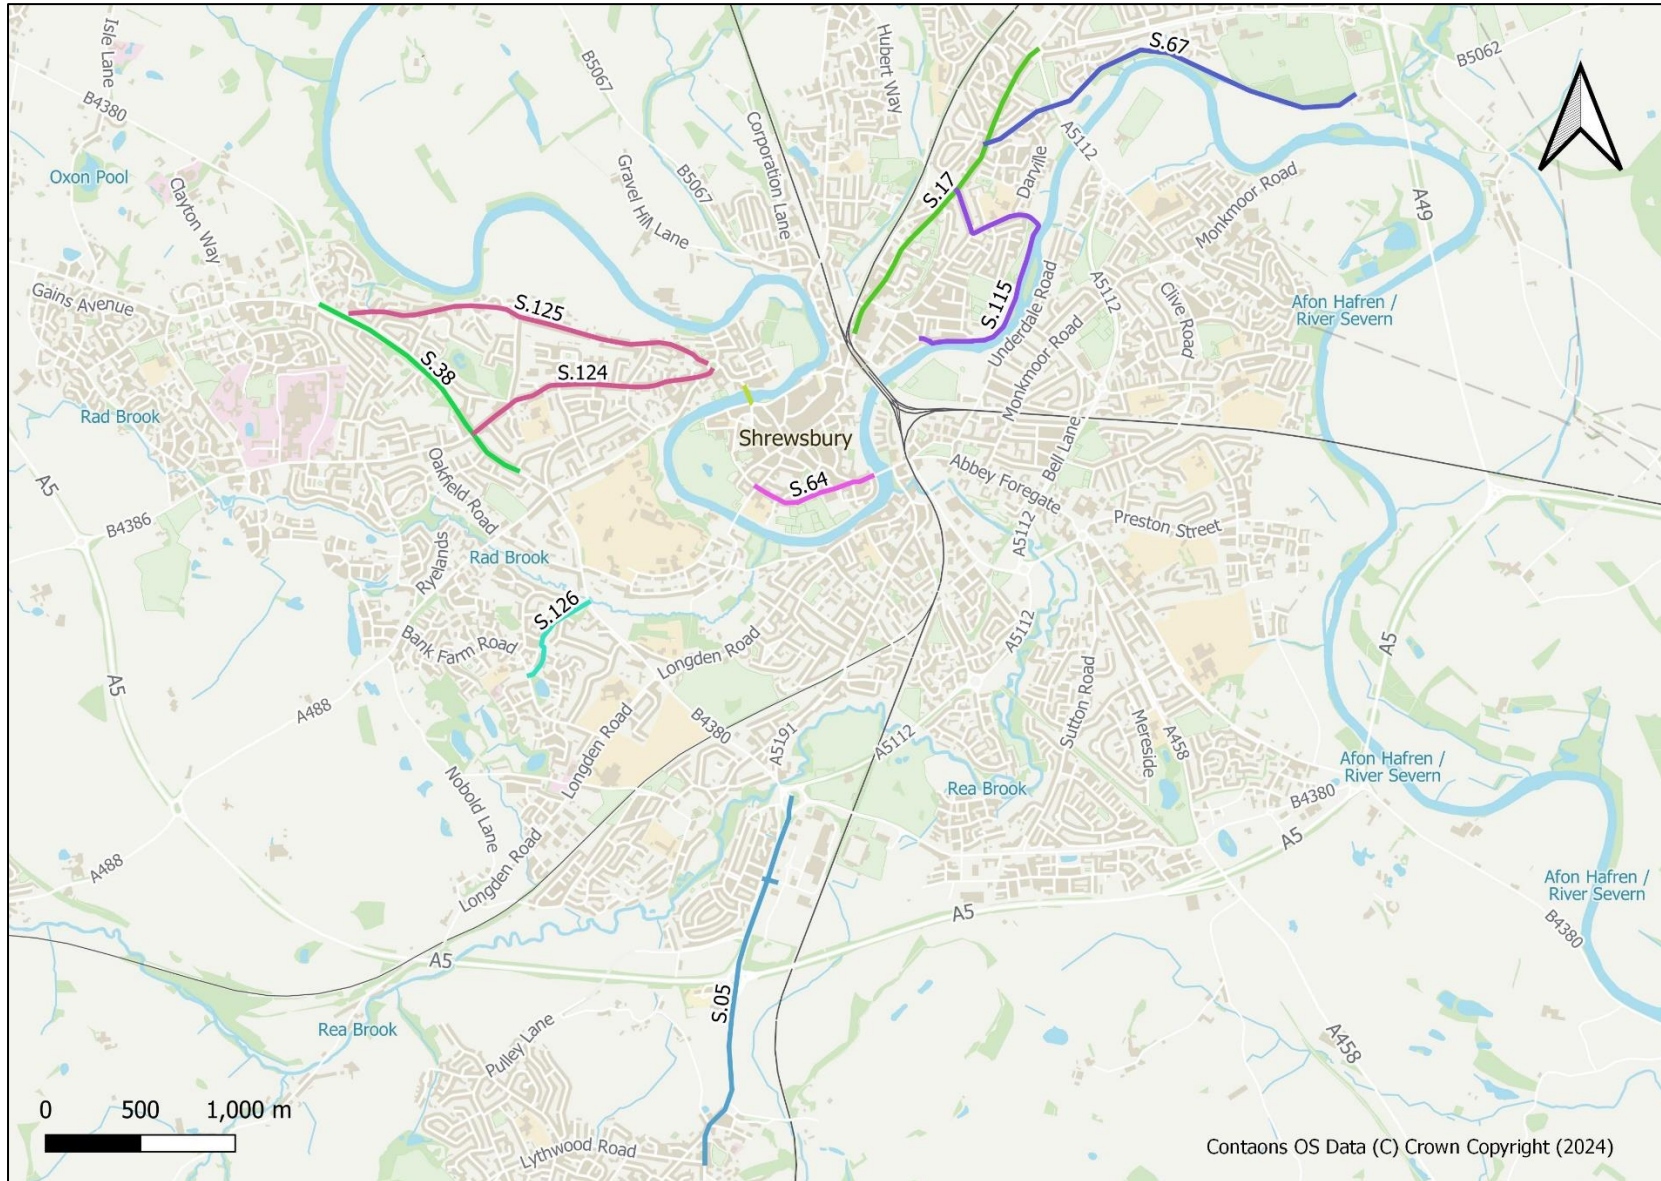 Isle Lane
B4380
Oxon Pool
Clayton Way
B5067
Hubert Way
Corporation Lane
Gravel Hill Lane
B5067
S.67
B5062
A5112
Darville
S.17
Monkmoor Road
A49
Gains Avenue
S.125
S.38
S.124
S.115
Underdale Road
A5112
Clive Road
Monkmoor Road
Afon Hafren /
River Severn
Rad Brook
Shrewsbury
S.64
Oakfield Road
Abbey Foregate
Bell Lane
Preston Street
A5112
A5
B4386
Rad Brook
Ryelands
S.126
Bank Farm Road
Longden Road
A5112
A5
A5
A488
Longden Road
B4380
A5191
A5112
Sutton Road
Mereside
A458
Nobold Lane
Rea Brook
Afon Hafren /
River Severn
B4380
A5
A488
Longden Road
A5
Afon Hafren /
River Severn
B4380
A5
S.05
Rea Brook
Pulley Lane
A458
0 500 1,000 m
Lythwood Road
Contaons OS Data (C) Crown Copyright (2024)